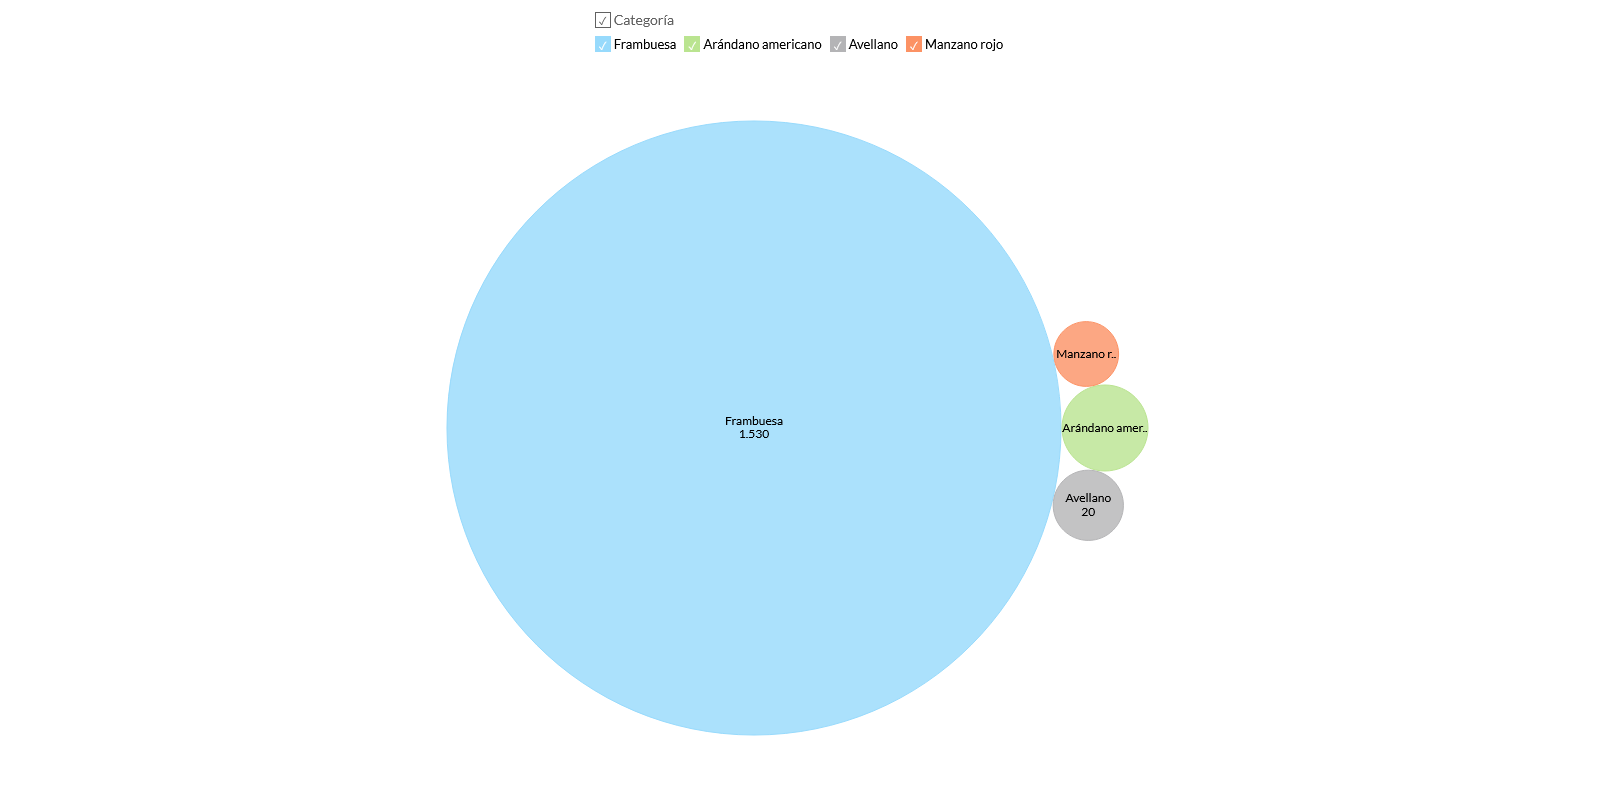 Categoría
Frambuesa Arándano americano Avellano Manzano rojo
Manzano r..
Frambuesa
1.530
Arándano amer..
Avellano
20